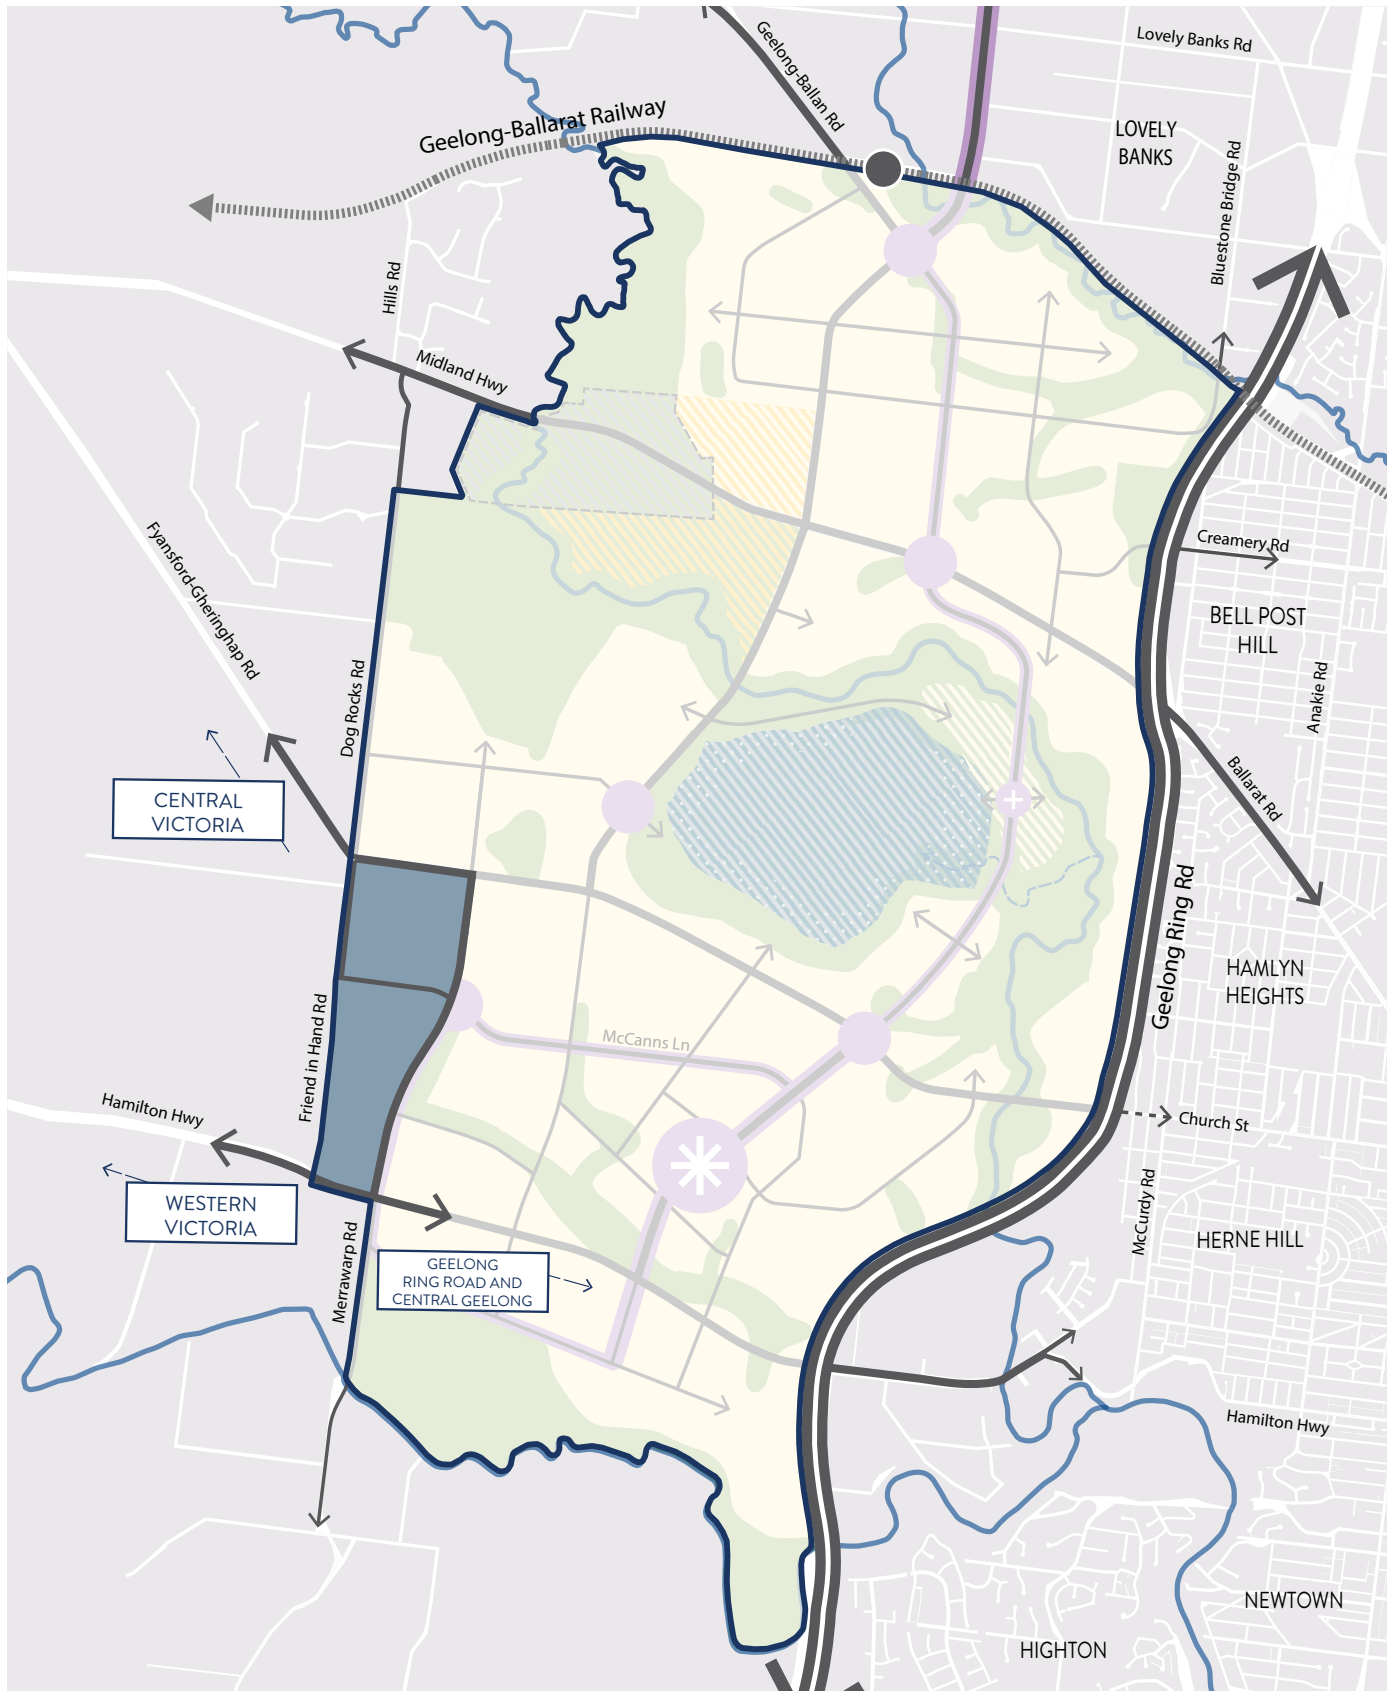 Lovely Banks Rd
Geelong-Ballan Rd
Geelong-Ballarat Railway
LOVELY
BANKS
Bluestone Bridge Rd
Hills Rd
Midland Hwy
Creamery Rd
Fyansford-Gheringhap Rd
BELL POST
HILL
Dog Rocks Rd
Anakie Rd
CENTRAL
VICTORIA
Ballarat Rd
Geelong Ring Rd
HAMLYN
HEIGHTS
Friend in Hand Rd
McCanns Ln
Hamilton Hwy
Church St
WESTERN
VICTORIA
McCurdy Rd
HERNE HILL
Merrawarp Rd
GEELONG
RING ROAD AND
CENTRAL GEELONG
Hamilton Hwy
NEWTOWN
HIGHTON